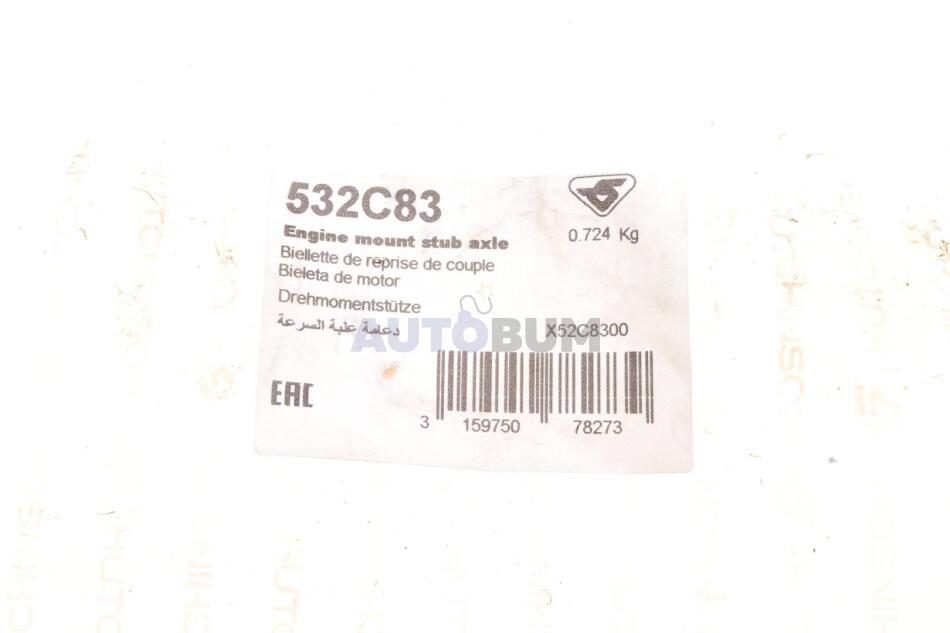 532C83
Engine mount stub axle
0.724 Kg
Biellette de reprise de couple
Bieleta de motor
Drehmomentstütze
دعامة علبة السرعة
X52C8300
AUTOBUM
EAC
3 159750 78273